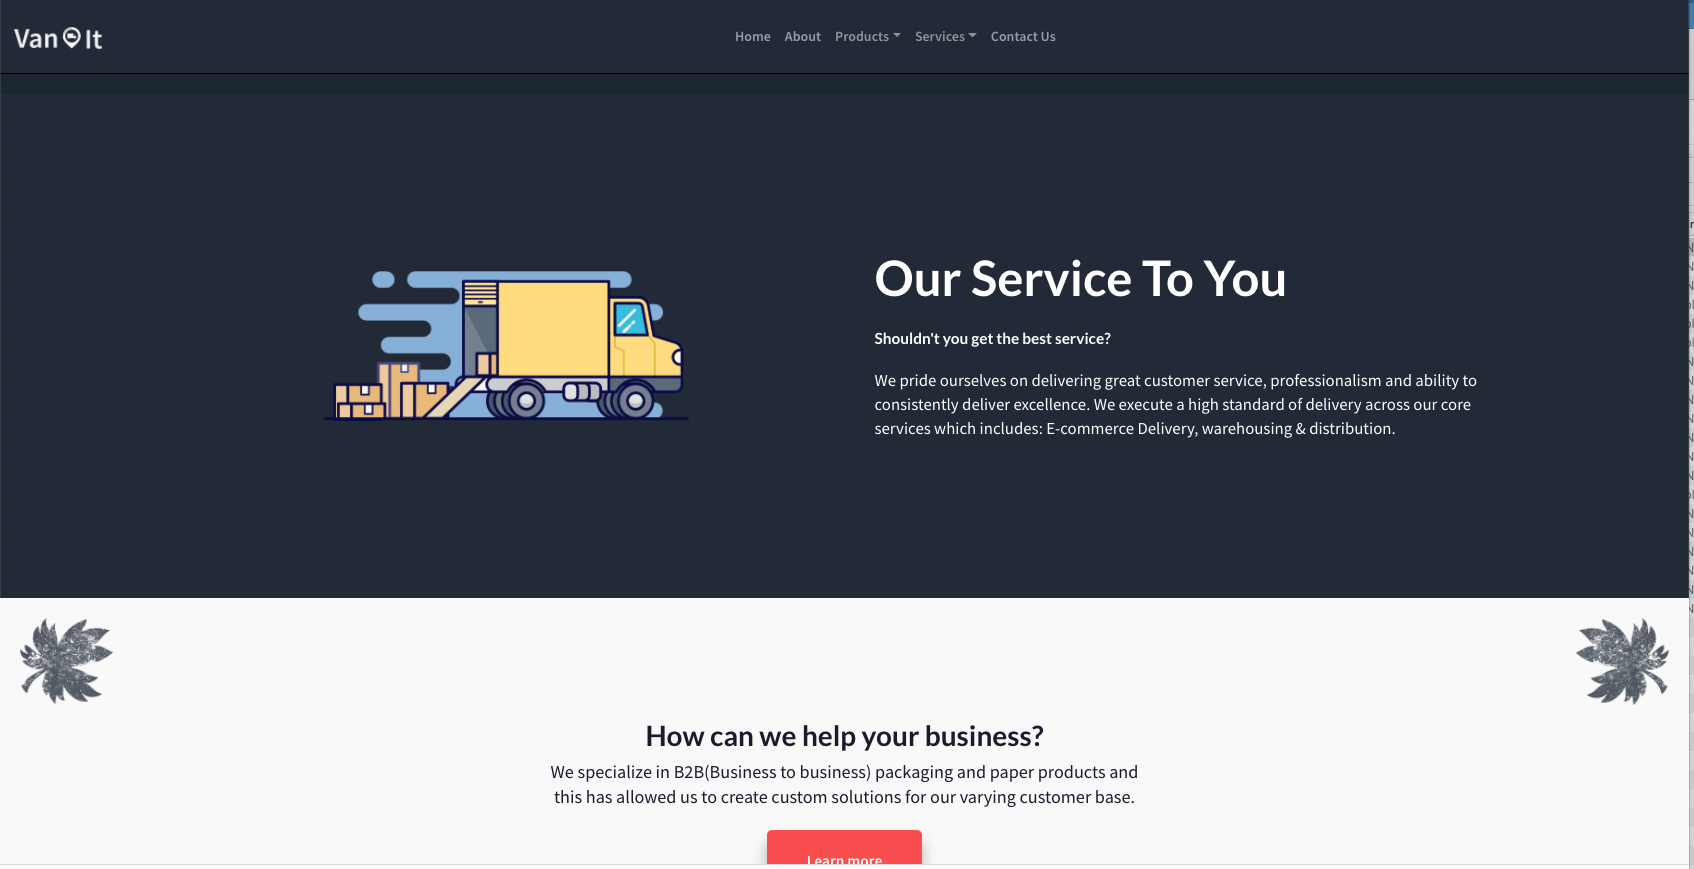 Van It
Home About Products Services Contact Us
Our Service To You
Shouldn't you get the best service?
We pride ourselves on delivering great customer service, professionalism and ability to
consistently deliver excellence. We execute a high standard of delivery across our core
services which includes: E-commerce Delivery, warehousing & distribution.
How can we help your business?
We specialize in B2B(Business to business) packaging and paper products and
this has allowed us to create custom solutions for our varying customer base.
Learn more